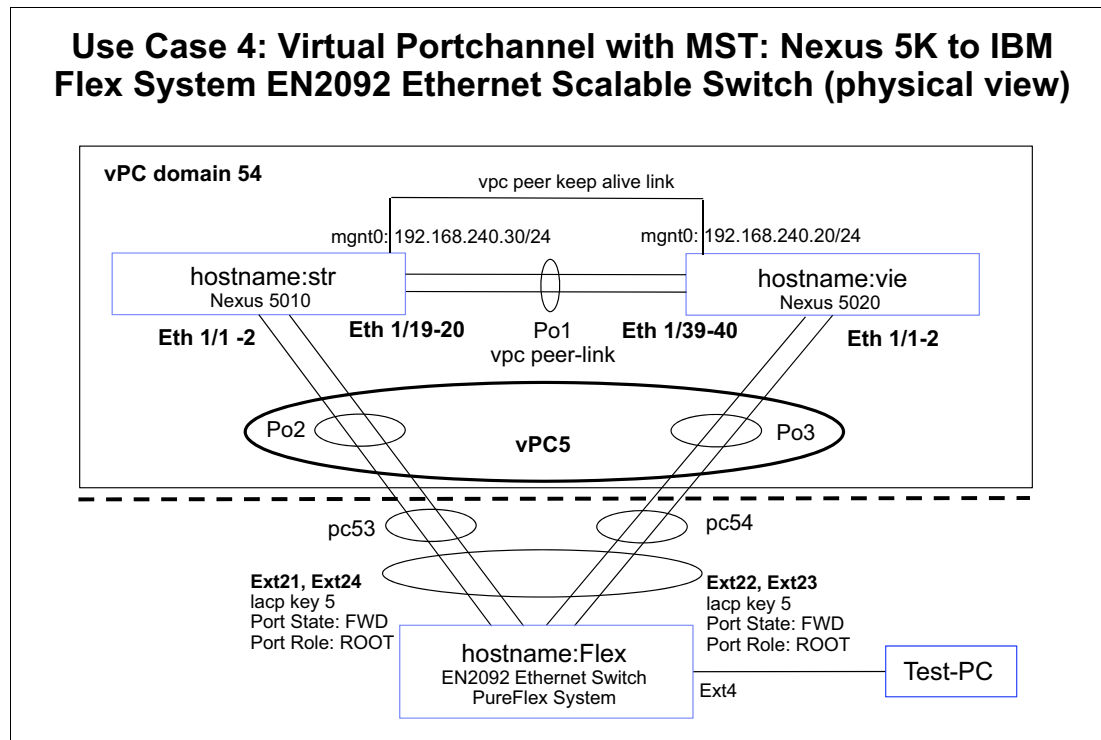 Use Case 4: Virtual Portchannel with MST: Nexus 5K to IBM
Flex System EN2092 Ethernet Scalable Switch (physical view)
vPC domain 54
vpc peer keep alive link
mgnt0: 192.168.240.30/24
mgnt0: 192.168.240.20/24
hostname:str
Nexus 5010
hostname:vie
Nexus 5020
Eth 1/1 -2
Eth 1/19-20
Po1
vpc peer-link
Eth 1/39-40
Eth 1/1-2
Po2
vPC5
Po3
pc53
pc54
Ext21, Ext24
lacp key 5
Port State: FWD
Port Role: ROOT
Ext22, Ext23
lacp key 5
Port State: FWD
Port Role: ROOT
hostname:Flex
EN2092 Ethernet Switch
PureFlex System
Ext4
Test-PC